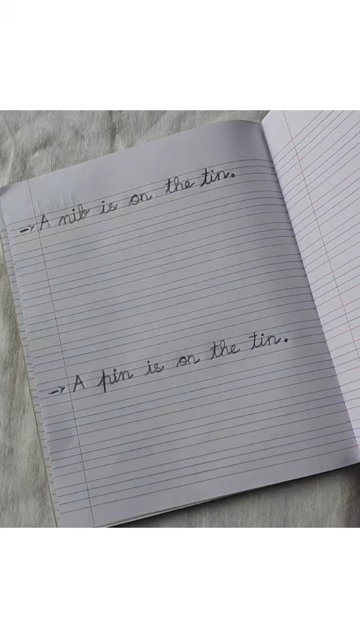 → A nib is on the tin.
→ A pin is on the tin.